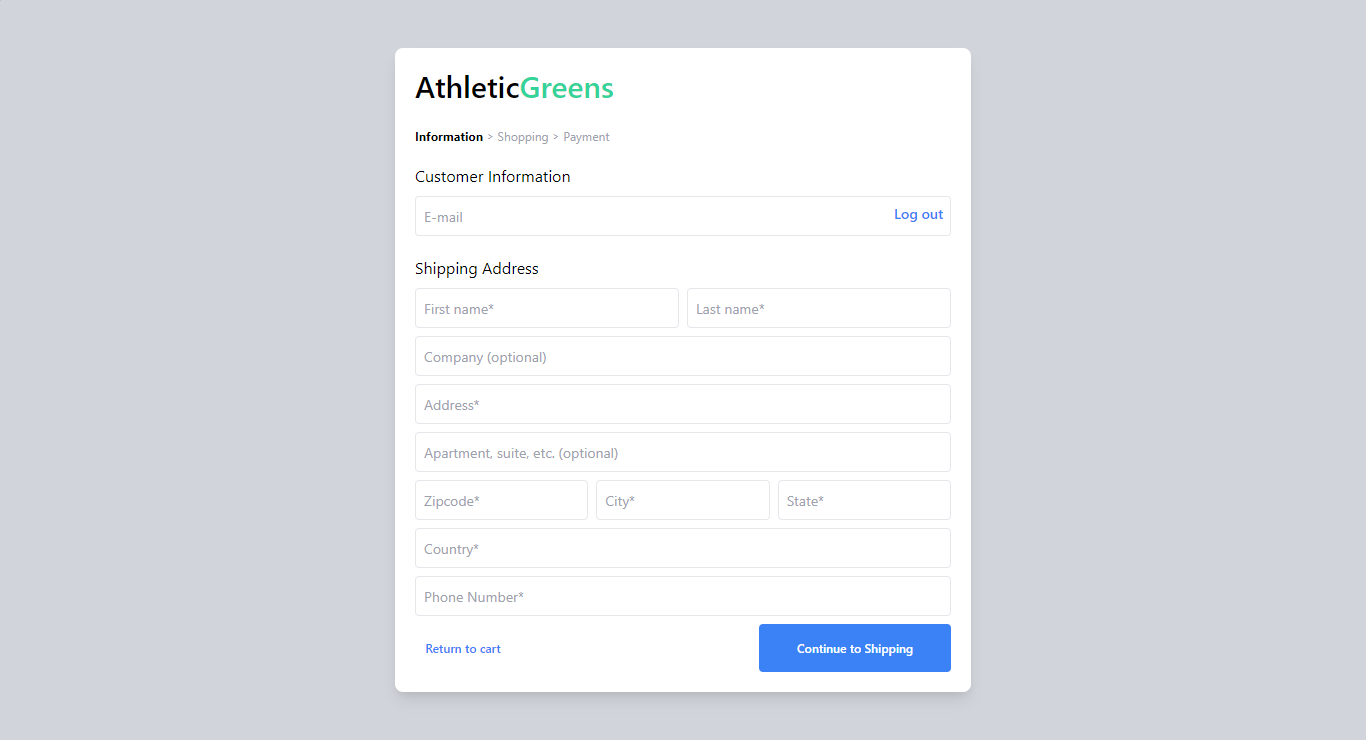 AthleticGreens
Information > Shopping > Payment
Customer Information
E-mail
Log out
Shipping Address
First name*
Last name*
Company (optional)
Address*
Apartment, suite, etc. (optional)
Zipcode*
City*
State*
Country*
Phone Number*
Return to cart
Continue to Shipping